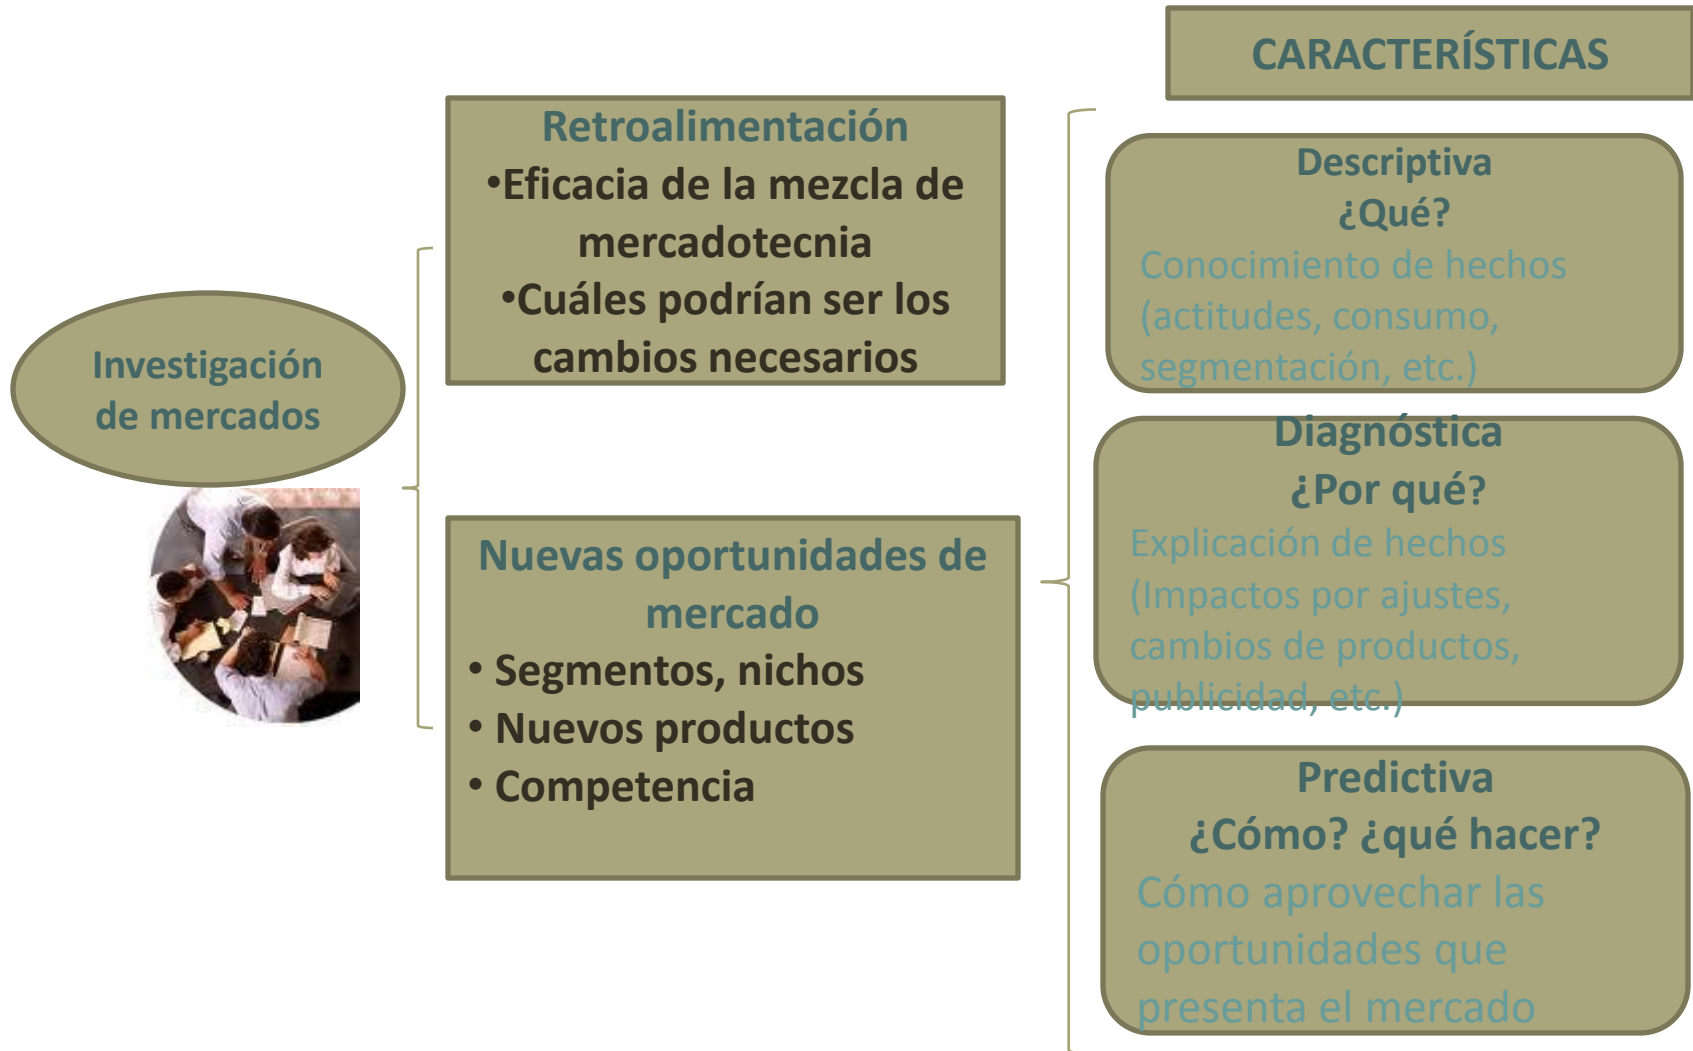 Investigación
de mercados
Retroalimentación
•Eficacia de la mezcla de
mercadotecnia
•Cuáles podrían ser los
cambios necesarios
Nuevas oportunidades de
mercado
• Segmentos, nichos
• Nuevos productos
• Competencia
CARACTERÍSTICAS
Descriptiva
¿Qué?
Conocimiento de hechos
(actitudes, consumo,
segmentación, etc.)
Diagnóstica
¿Por qué?
Explicación de hechos
(Impactos por ajustes,
cambios de productos,
publicidad, etc.)
Predictiva
¿Cómo? ¿qué hacer?
Cómo aprovechar las
oportunidades que
presenta el mercado